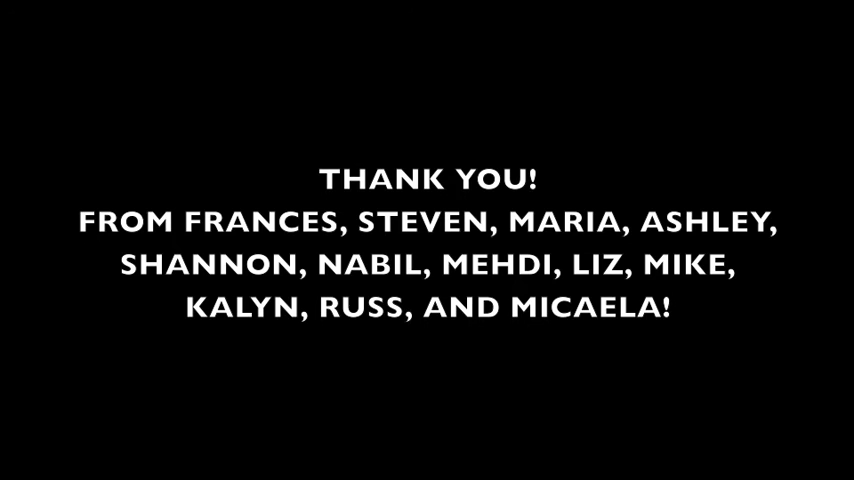 THANK YOU!
FROM FRANCES, STEVEN, MARIA, ASHLEY,
SHANNON, NABIL, MEHDI, LIZ, MIKE,
KALYN, RUSS, AND MICAELA!